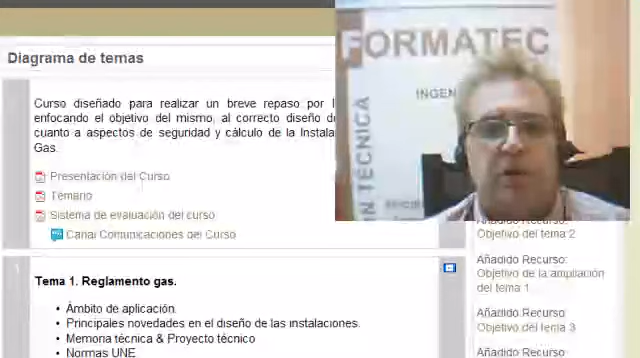 FORMATEC
INGEN
Diagrama de temas
Curso diseñado para realizar un breve repaso por l
enfocando el objetivo del mismo, al correcto diseño de
cuanto a aspectos de seguridad y cálculo de la Instala
Gas.
Presentación del Curso
Temario
Sistema de evaluación del curso
Canal Comunicaciones del Curso
1
Tema 1. Reglamento gas.
• Ámbito de aplicación.
• Principales novedades en el diseño de las instalaciones.
• Memoria técnica & Proyecto técnico
• Normas UNE
N TÉCNICA
Añadido Recurso:
Objetivo del tema 2
Añadido Recurso:
Objetivo de la ampliación
del tema 1
Añadido Recurso:
Objetivo del tema 3
Añadido Recurso: